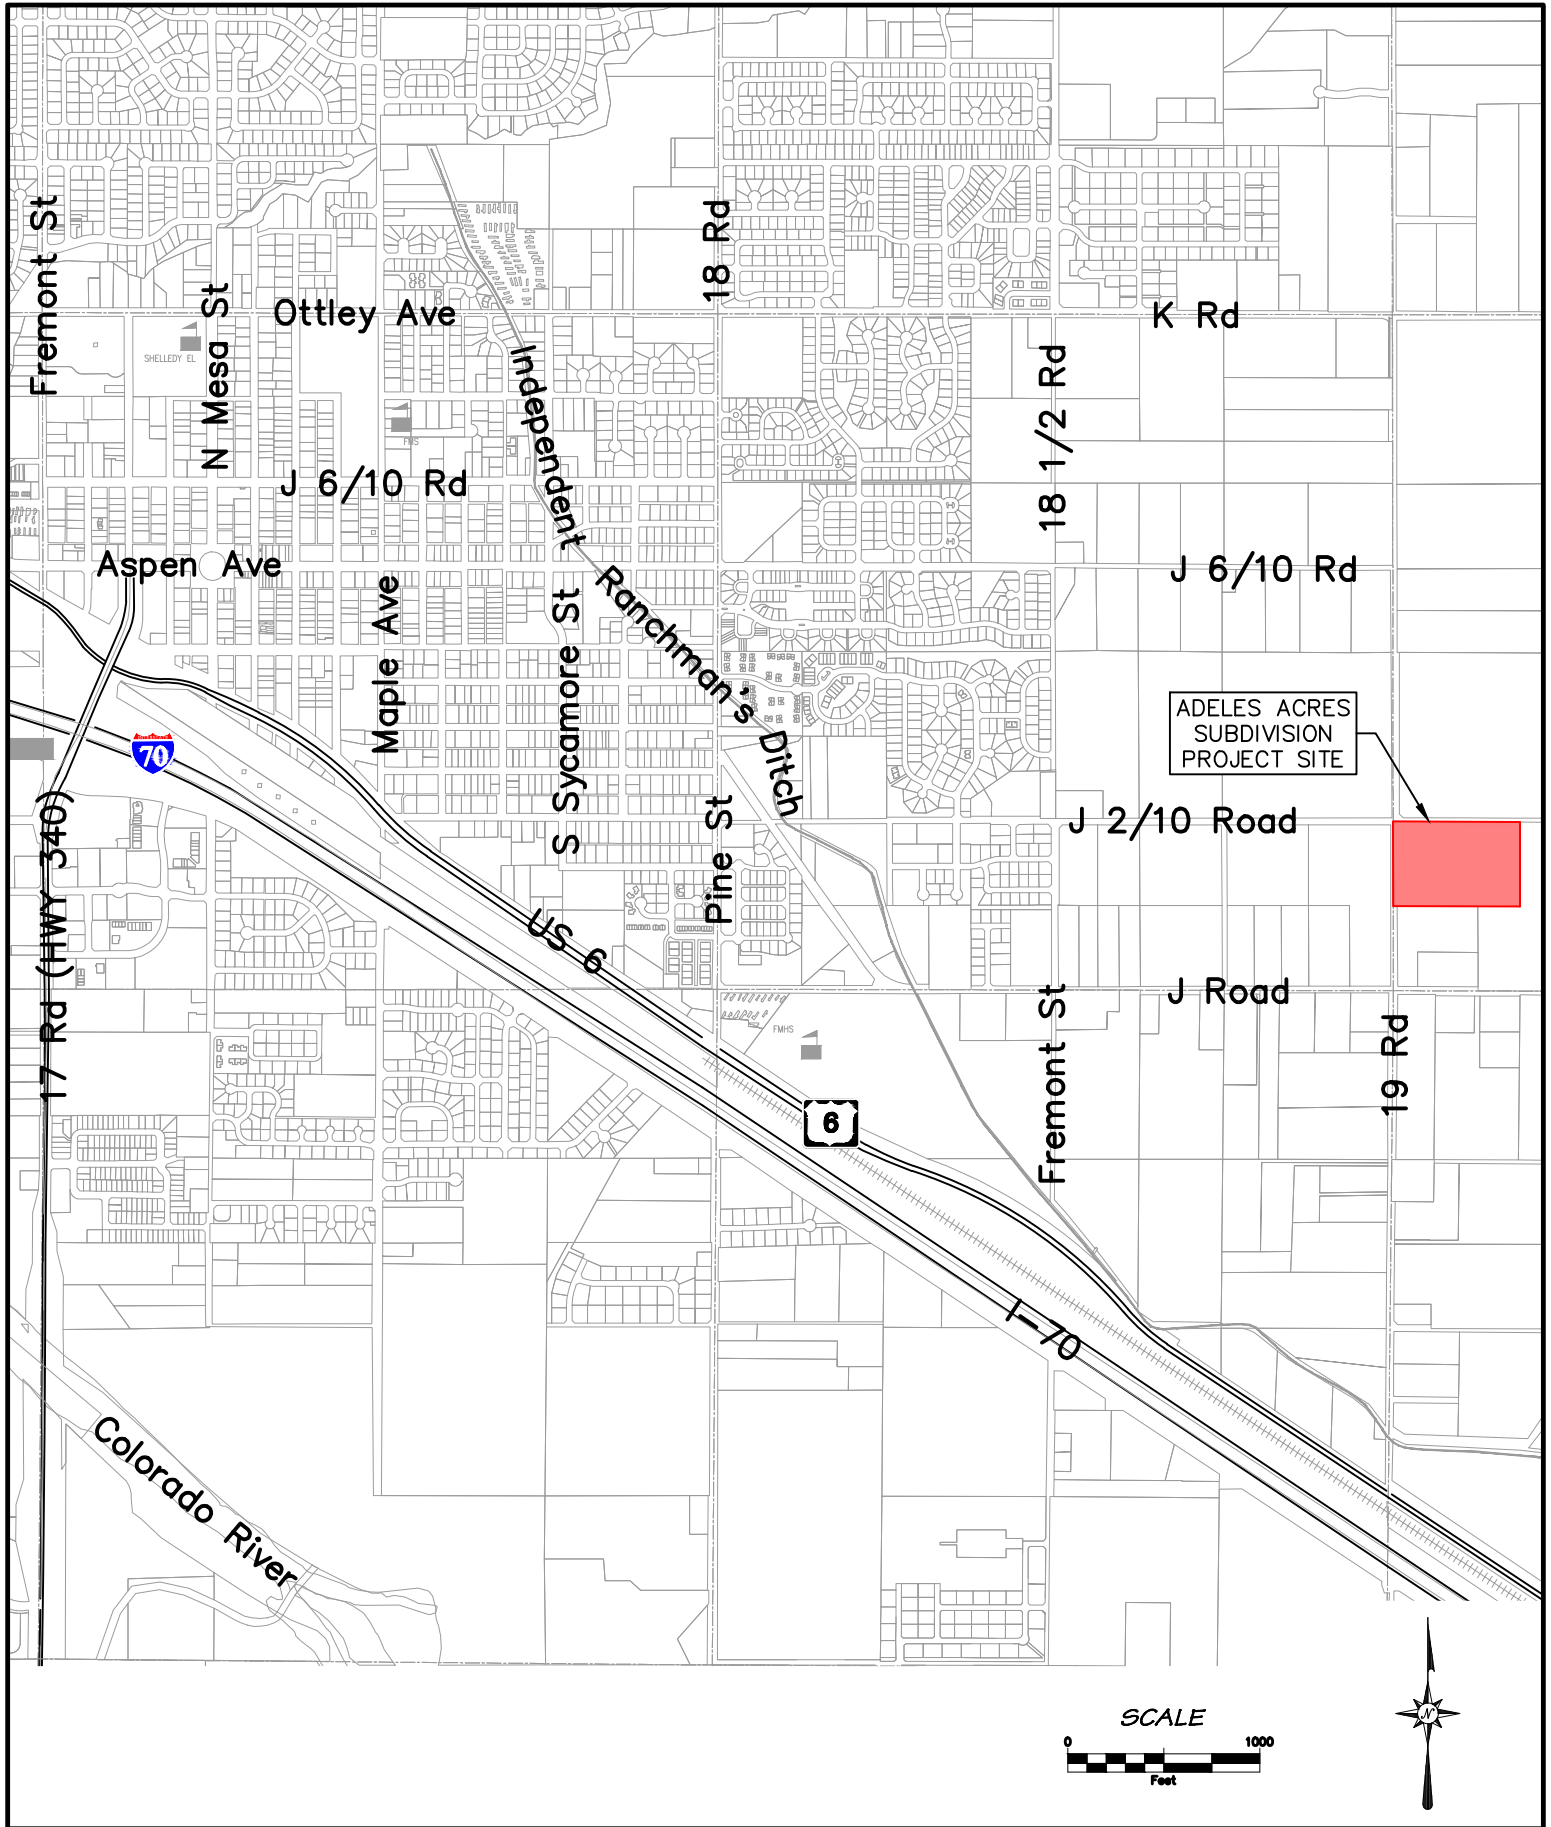 Fremont St
N Mesa St
Ottley Ave
18 Rd
K Rd
SHELLEDY EL
FMS
Independent
Ranchman's
Ditch
18 1/2 Rd
J 6/10 Rd
Aspen Ave
J 6/10 Rd
Maple Ave
S Sycamore St
ADELES ACRES
SUBDIVISION
PROJECT SITE
70
17 Rd (HWY 340)
Pine St
J 2/10 Road
US 6
J Road
FMHS
Fremont St
19 Rd
6
I-70
Colorado River
SCALE
0 1000
Feet
N